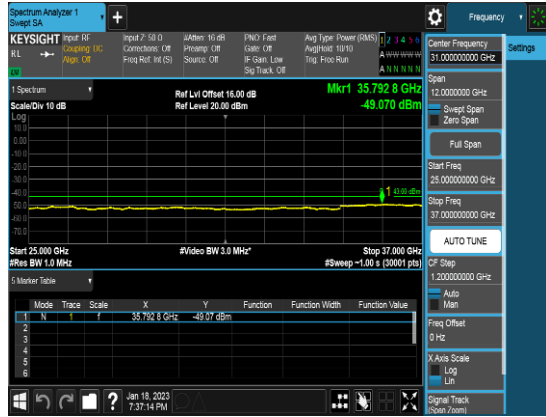 Spectrum Analyzer 1
Swept SA
+
Frequency
KEYSIGHT
RL
Input: RF
Coupling: DC
Align: Off
Input Z: 50 Ω
Corrections: Off
Freq Ref: Int (S)
#Atten: 16 dB
Preamp: Off
Source: Off
PNO: Fast
Gate: Off
IF Gain: Low
Sig Track: Off
Avg Type: Power (RMS)
Avg|Hold: 10/10
Trig: Free Run
1 2 3 4 5 6
A W W W W W
A N N N N N
1 Spectrum
Scale/Div 10 dB
Ref Lvl Offset 16.00 dB
Ref Level 20.00 dBm
Mkr1 35.792 8 GHz
-49.070 dBm
Log
10.0
0.00
-10.0
-20.0
-30.0
-40.0
-50.0
-60.0
-70.0
1
Start 25.000 GHz
#Res BW 1.0 MHz
#Video BW 3.0 MHz*
Stop 37.000 GHz
#Sweep ~1.00 s (30001 pts)
5 Marker Table
Mode Trace Scale X Y Function Function Width Function Value
1 N 1 f 35.792 8 GHz -49.07 dBm
2
3
4
5
6
Jan 18, 2023
7:37:14 PM
Center Frequency
31.000000000 GHz
Settings
Span
12.0000000 GHz
Swept Span
Zero Span
Full Span
Start Freq
25.000000000 GHz
Stop Freq
37.000000000 GHz
AUTO TUNE
CF Step
1.200000000 GHz
Auto
Man
Freq Offset
0 Hz
X Axis Scale
Log
Lin
Signal Track
(Span Zoom)